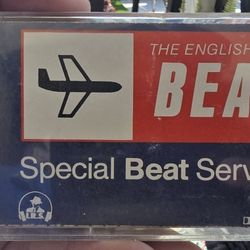 THE ENGLISH
BEA
Special Beat Serv
I.R.S.